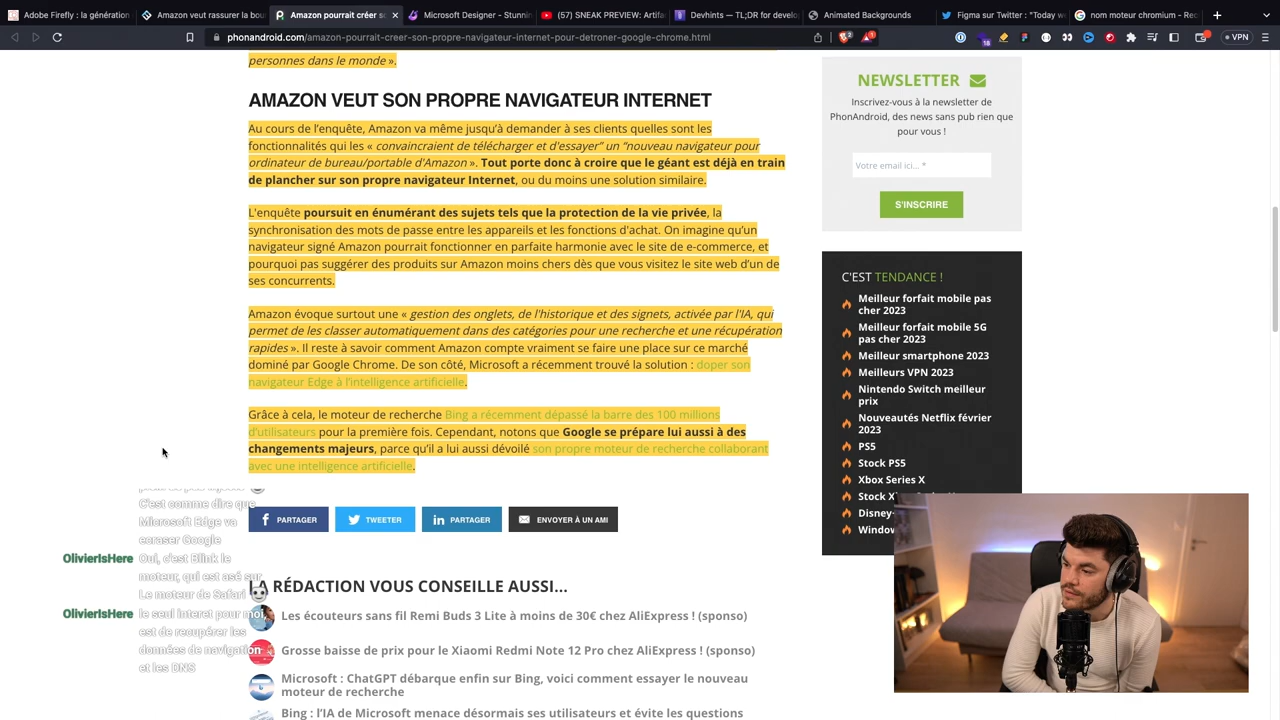 Adobe Firefly : la génération
Amazon veut rassurer la bou
Amazon pourrait créer so
Microsoft Designer - Stunnin
(57) SNEAK PREVIEW: Artifa
Devhints — TL;DR for develo
Animated Backgrounds
Figma sur Twitter : "Today w
nom moteur chromium - Rec
phonandroid.com/amazon-pourrait-creer-son-propre-navigateur-internet-pour-detroner-google-chrome.html
VPN
personnes dans le monde ».
AMAZON VEUT SON PROPRE NAVIGATEUR INTERNET
Au cours de l'enquête, Amazon va même jusqu'à demander à ses clients quelles sont les
fonctionnalités qui les « convaincraient de télécharger et d'essayer" un "nouveau navigateur pour
ordinateur de bureau/portable d'Amazon ». Tout porte donc à croire que le géant est déjà en train
de plancher sur son propre navigateur Internet, ou du moins une solution similaire.
L'enquête poursuit en énumérant des sujets tels que la protection de la vie privée, la
synchronisation des mots de passe entre les appareils et les fonctions d'achat. On imagine qu'un
navigateur signé Amazon pourrait fonctionner en parfaite harmonie avec le site de e-commerce, et
pourquoi pas suggérer des produits sur Amazon moins chers dès que vous visitez le site web d'un de
ses concurrents.
Amazon évoque surtout une « gestion des onglets, de l'historique et des signets, activée par l'IA, qui
permet de les classer automatiquement dans des catégories pour une recherche et une récupération
rapides ». Il reste à savoir comment Amazon compte vraiment se faire une place sur ce marché
dominé par Google Chrome. De son côté, Microsoft a récemment trouvé la solution : doper son
navigateur Edge à l'intelligence artificielle.
Grâce à cela, le moteur de recherche Bing a récemment dépassé la barre des 100 millions
d'utilisateurs pour la première fois. Cependant, notons que Google se prépare lui aussi à des
changements majeurs, parce qu'il a lui aussi dévoilé son propre moteur de recherche collaborant
avec une intelligence artificielle.
PARTAGER
TWEETER
PARTAGER
ENVOYER À UN AMI
LA RÉDACTION VOUS CONSEILLE AUSSI...
Les écouteurs sans fil Remi Buds 3 Lite à moins de 30€ chez AliExpress ! (sponso)
Grosse baisse de prix pour le Xiaomi Redmi Note 12 Pro chez AliExpress ! (sponso)
Microsoft : ChatGPT débarque enfin sur Bing, voici comment essayer le nouveau
moteur de recherche
Bing : l'IA de Microsoft menace désormais ses utilisateurs et évite les questions
C'est comme dire que
Microsoft Edge va
ecraser Google
OlivierIsHere Oui, c'est Blink le
moteur, qui est asé sur
Le moteur de Safari
OlivierIsHere le seul interet pour moi,
est de recupérer les
données de navigation
et les DNS
NEWSLETTER
Inscrivez-vous à la newsletter de
PhonAndroid, des news sans pub rien que
pour vous !
Votre email ici... *
S'INSCRIRE
C'EST TENDANCE !
Meilleur forfait mobile pas
cher 2023
Meilleur forfait mobile 5G
pas cher 2023
Meilleur smartphone 2023
Meilleurs VPN 2023
Nintendo Switch meilleur
prix
Nouveautés Netflix février
2023
PS5
Stock PS5
Xbox Series X
Stock X
Disney-
Window